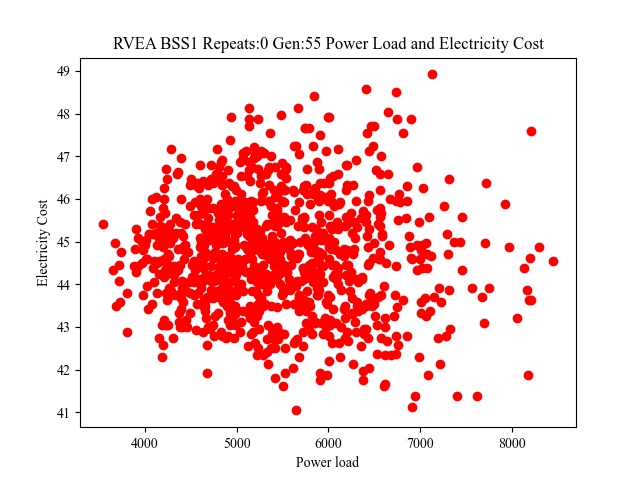 RVEA BSS1 Repeats:0 Gen:55 Power Load and Electricity Cost
49
48
47
46
45
44
43
42
41
Electricity Cost
4000 5000 6000 7000 8000
Power load